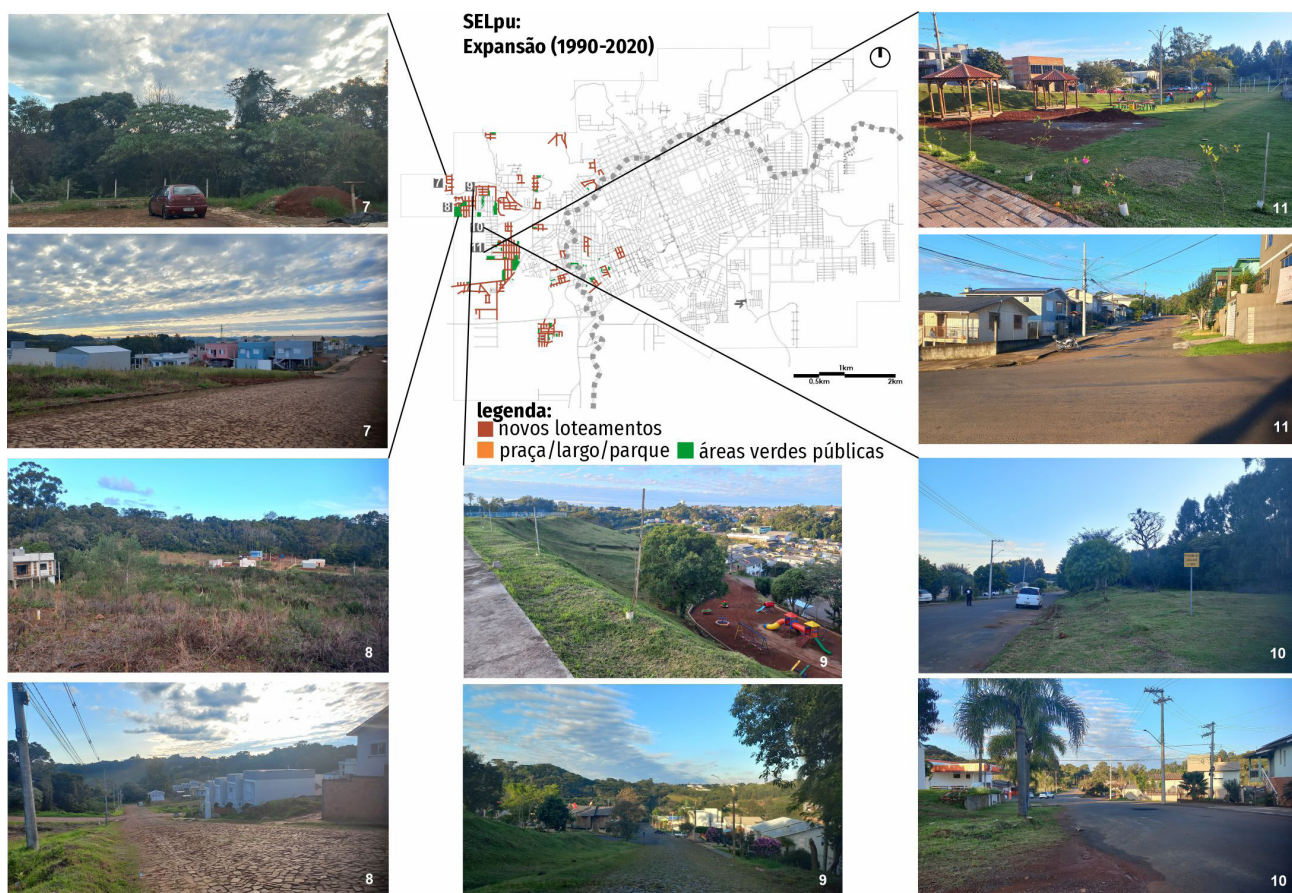 SELpu:
Expansão (1990-2020)
7
11
7
9
8
10
11
7
11
1km
0.5km
2km
legenda:
novos loteamentos
praça/largo/parque
áreas verdes públicas
8
9
10
8
9
10